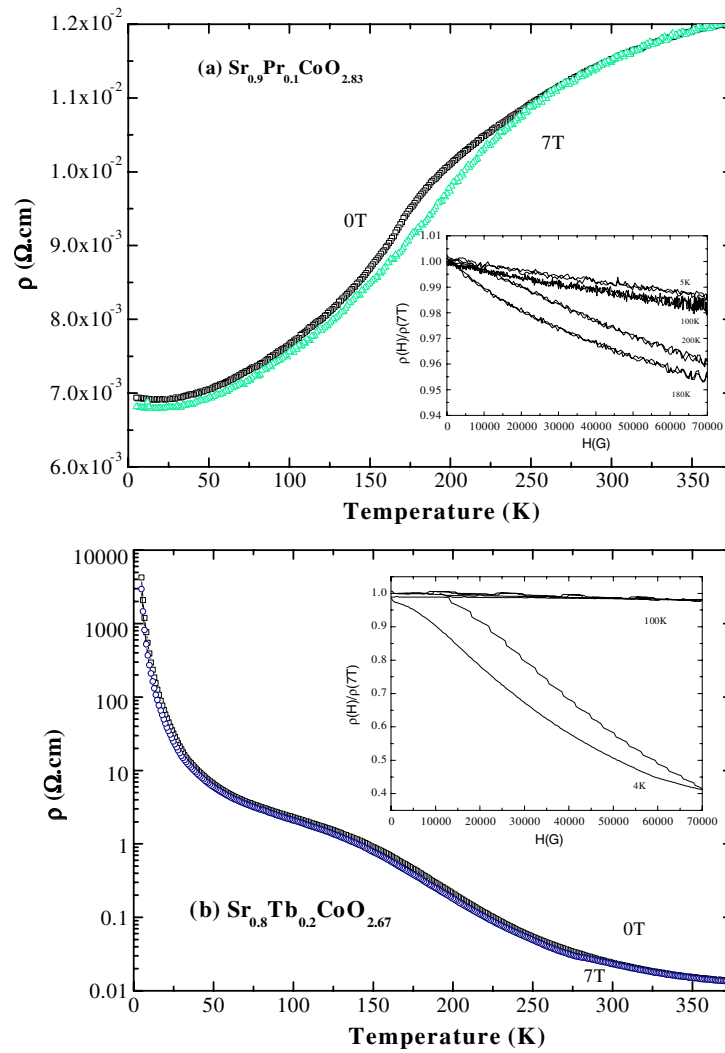 1.2x10⁻²
(a) Sr₀.₉Pr₀.₁CoO₂.₈₃
1.1x10⁻²
7T
1.0x10⁻²
0T
9.0x10⁻³
8.0x10⁻³
7.0x10⁻³
6.0x10⁻³
ρ (Ω.cm)
50 100 150 200 250 300 350
Temperature (K)
1.01
1.00
0.99
0.98
0.97
0.96
0.95
0.94
ρ(H)/ρ(7T)
5K
100K
200K
180K
0 10000 20000 30000 40000 50000 60000 70000
H(G)
10000
1000
100
10
1
0.1
0.01
ρ (Ω.cm)
(b) Sr₀.₈Tb₀.₂CoO₂.₆₇
0T
7T
50 100 150 200 250 300 350
Temperature (K)
1.0
0.9
0.8
0.7
0.6
0.5
0.4
ρ(H)/ρ(7T)
100K
4K
0 10000 20000 30000 40000 50000 60000 70000
H(G)